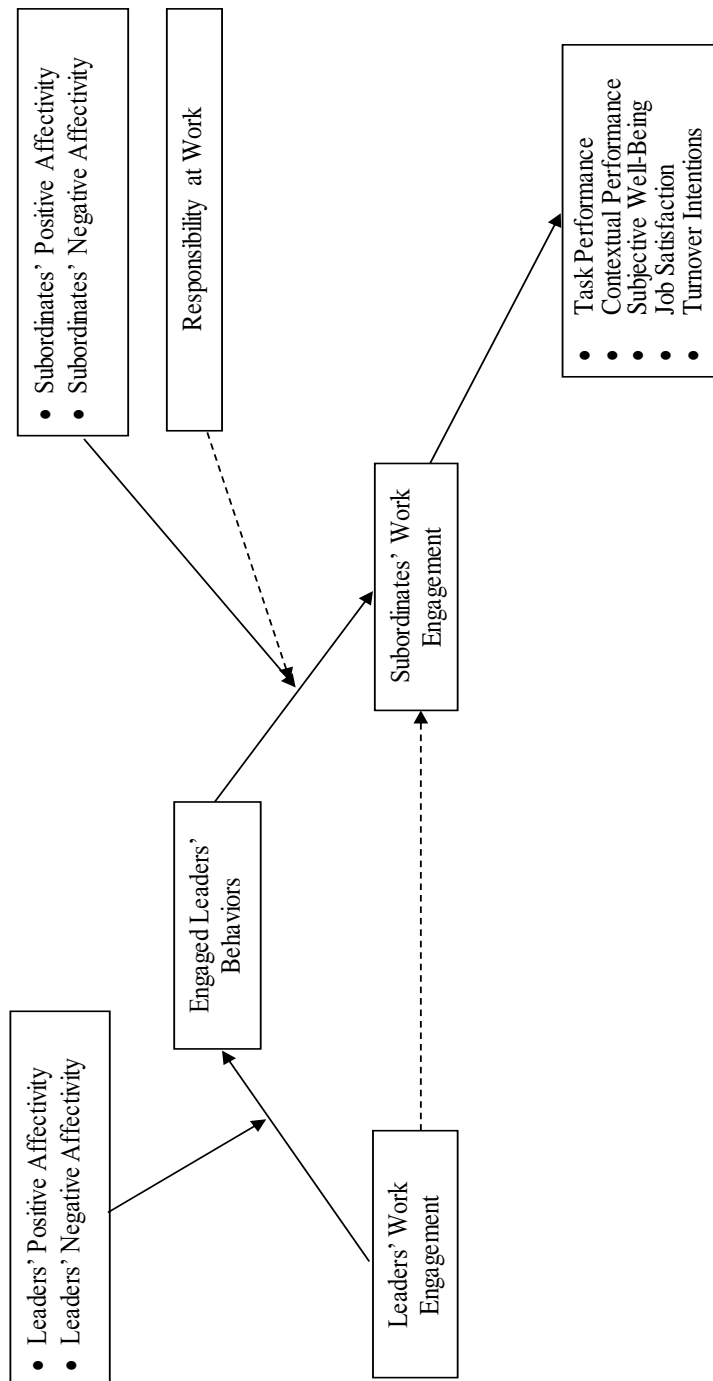 • Leaders’ Positive Affectivity
• Leaders’ Negative Affectivity
• Subordinates’ Positive Affectivity
• Subordinates’ Negative Affectivity
Responsibility at Work
Engaged Leaders’
Behaviors
Leaders’ Work
Engagement
Subordinates’ Work
Engagement
• Task Performance
• Contextual Performance
• Subjective Well-Being
• Job Satisfaction
• Turnover Intentions